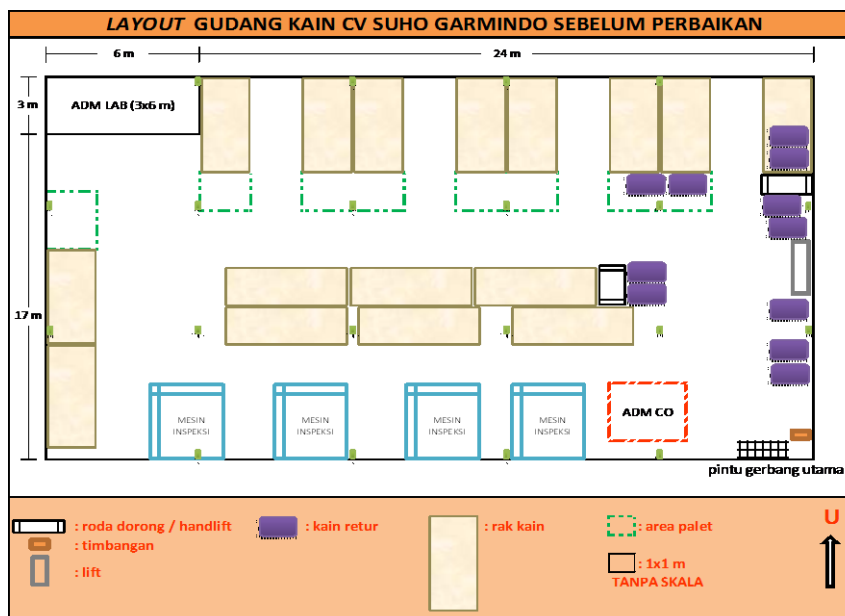 LAYOUT GUDANG KAIN CV SUHO GARMINDO SEBELUM PERBAIKAN
6 m
24 m
3 m
ADM LAB (3x6 m)
17 m
MESIN
INSPEKSI
MESIN
INSPEKSI
MESIN
INSPEKSI
MESIN
INSPEKSI
ADM CO
pintu gerbang utama
: roda dorong / handlift
: kain retur
: rak kain
: area palet
U
: timbangan
: lift
: 1x1 m
TANPA SKALA